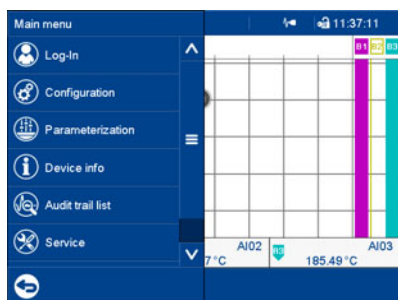 Main menu
11:37:11
Log-In
B1
B3
Configuration
Parameterization
Device info
Audit trail list
Service
AI02
B3
AI03
7°C
185.49°C